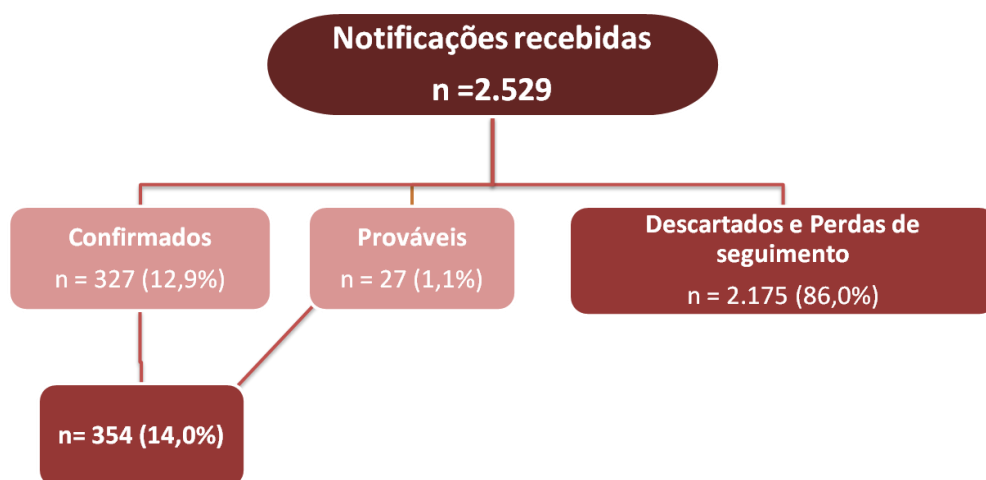 Notificações recebidas
n =2.529
Confirmados
n = 327 (12,9%)
Prováveis
n = 27 (1,1%)
Descartados e Perdas de
seguimento
n = 2.175 (86,0%)
n= 354 (14,0%)